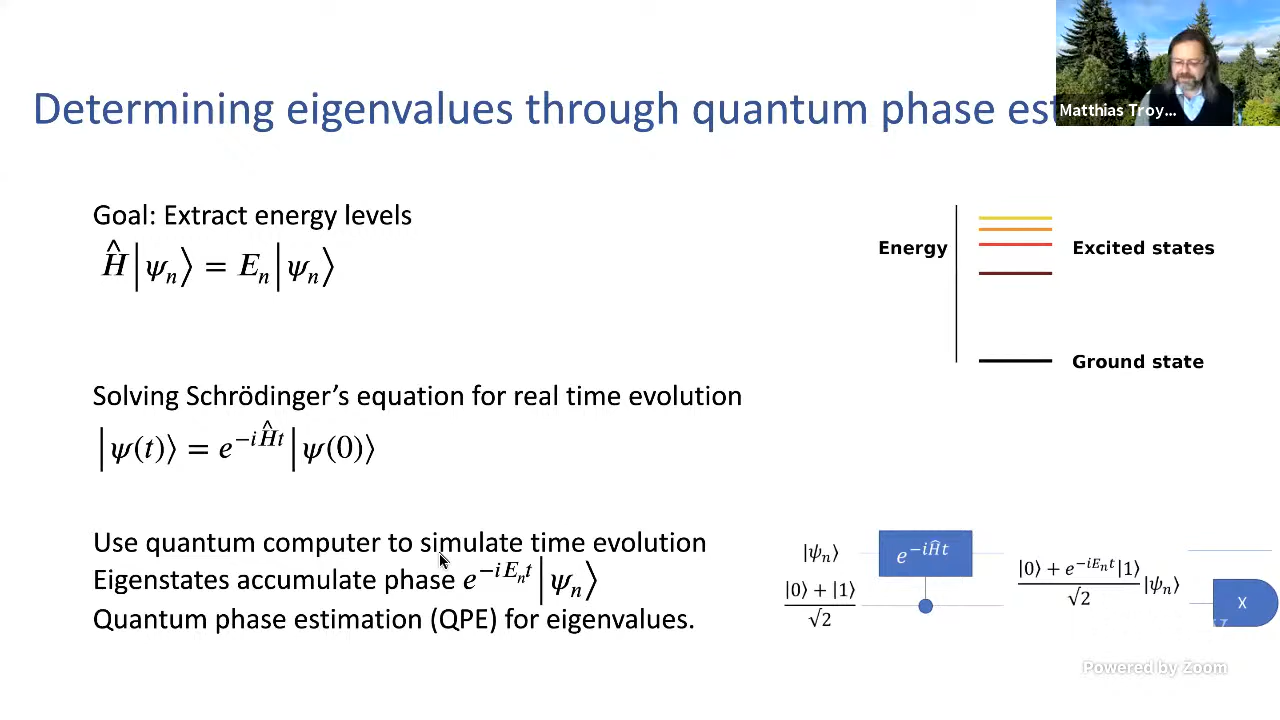 Determining eigenvalues through quantum phase est
Matthias Troy...
Goal: Extract energy levels
Ĥ|ψₙ⟩ = Eₙ|ψₙ⟩
Energy
Excited states
Ground state
Solving Schrödinger's equation for real time evolution
|ψ(t)⟩ = e^{−iĤt}|ψ(0)⟩
Use quantum computer to simulate time evolution
Eigenstates accumulate phase e^{−iEₙt}|ψₙ⟩
Quantum phase estimation (QPE) for eigenvalues.
|ψₙ⟩
e^{−iĤt}
|0⟩ + |1⟩
√2
|0⟩ + e^{−iEₙt}|1⟩
√2
|ψₙ⟩
X
Powered by Zoom